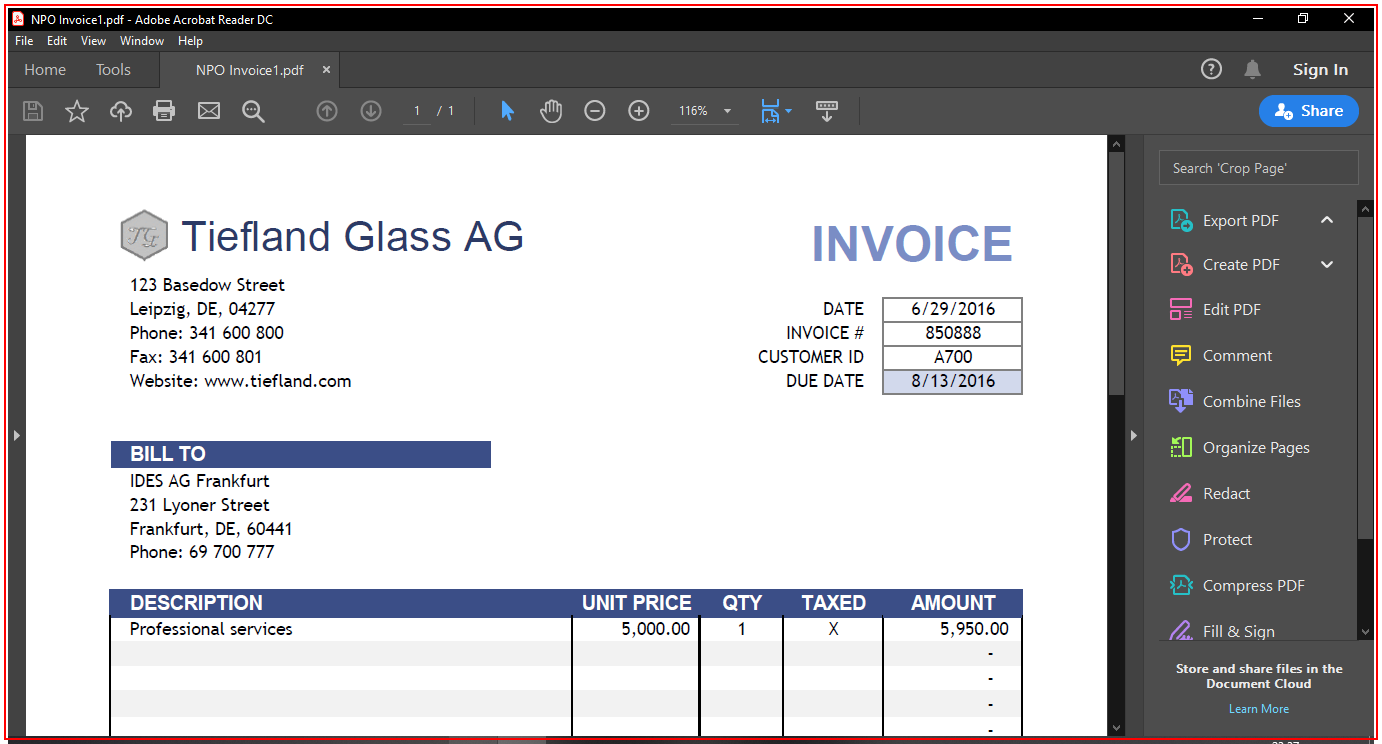 NPO Invoice1.pdf - Adobe Acrobat Reader DC
File Edit View Window Help
Home Tools NPO Invoice1.pdf × ? Sign In
1 / 1 116% Share
Search 'Crop Page'
Export PDF
Create PDF
Edit PDF
Comment
Combine Files
Organize Pages
Redact
Protect
Compress PDF
Fill & Sign
Store and share files in the
Document Cloud
Learn More
TG Tiefland Glass AG
INVOICE
123 Basedow Street
Leipzig, DE, 04277
Phone: 341 600 800
Fax: 341 600 801
Website: www.tiefland.com
DATE 6/29/2016
INVOICE # 850888
CUSTOMER ID A700
DUE DATE 8/13/2016
BILL TO
IDES AG Frankfurt
231 Lyoner Street
Frankfurt, DE, 60441
Phone: 69 700 777
DESCRIPTION UNIT PRICE QTY TAXED AMOUNT
Professional services 5,000.00 1 X 5,950.00
-
-
-
-